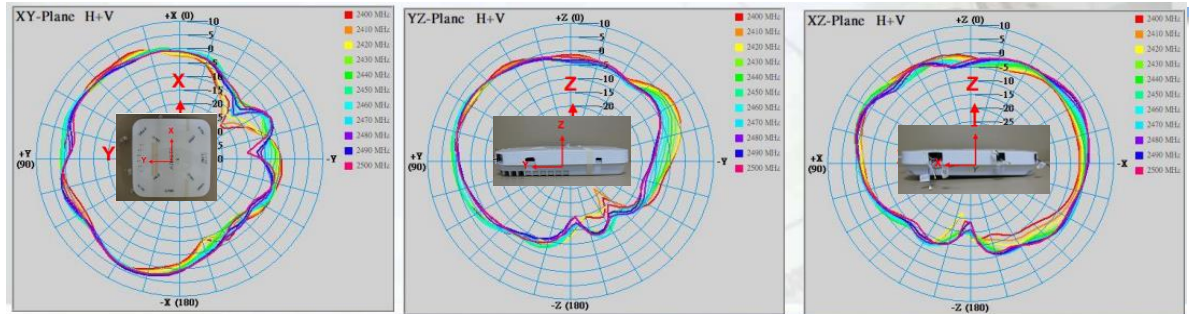 XY-Plane H+V
+X (0)
10
5
0
-5
-10
-15
-20
X
+Y
(90)
Y
-Y
-X (180)
2400 MHz
2410 MHz
2420 MHz
2430 MHz
2440 MHz
2450 MHz
2460 MHz
2470 MHz
2480 MHz
2490 MHz
2500 MHz
YZ-Plane H+V
+Z (0)
10
5
0
-5
-10
-15
-20
Z
Z
Y
+Y
(90)
-Y
-Z (180)
2400 MHz
2410 MHz
2420 MHz
2430 MHz
2440 MHz
2450 MHz
2460 MHz
2470 MHz
2480 MHz
2490 MHz
2500 MHz
XZ-Plane H+V
+Z (0)
10
5
0
-5
-10
-15
-20
-25
Z
X
+X
(90)
-X
-Z (180)
2400 MHz
2410 MHz
2420 MHz
2430 MHz
2440 MHz
2450 MHz
2460 MHz
2470 MHz
2480 MHz
2490 MHz
2500 MHz